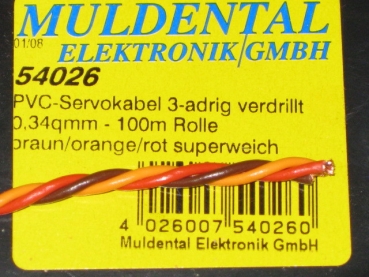 MULDENTAL
01/08
ELEKTRONIK/GMBH
54026
PVC-Servokabel 3-adrig verdrillt
0,34qmm - 100m Rolle
braun/orange/rot superweich
4 026007 540260
Muldental Elektronik GmbH